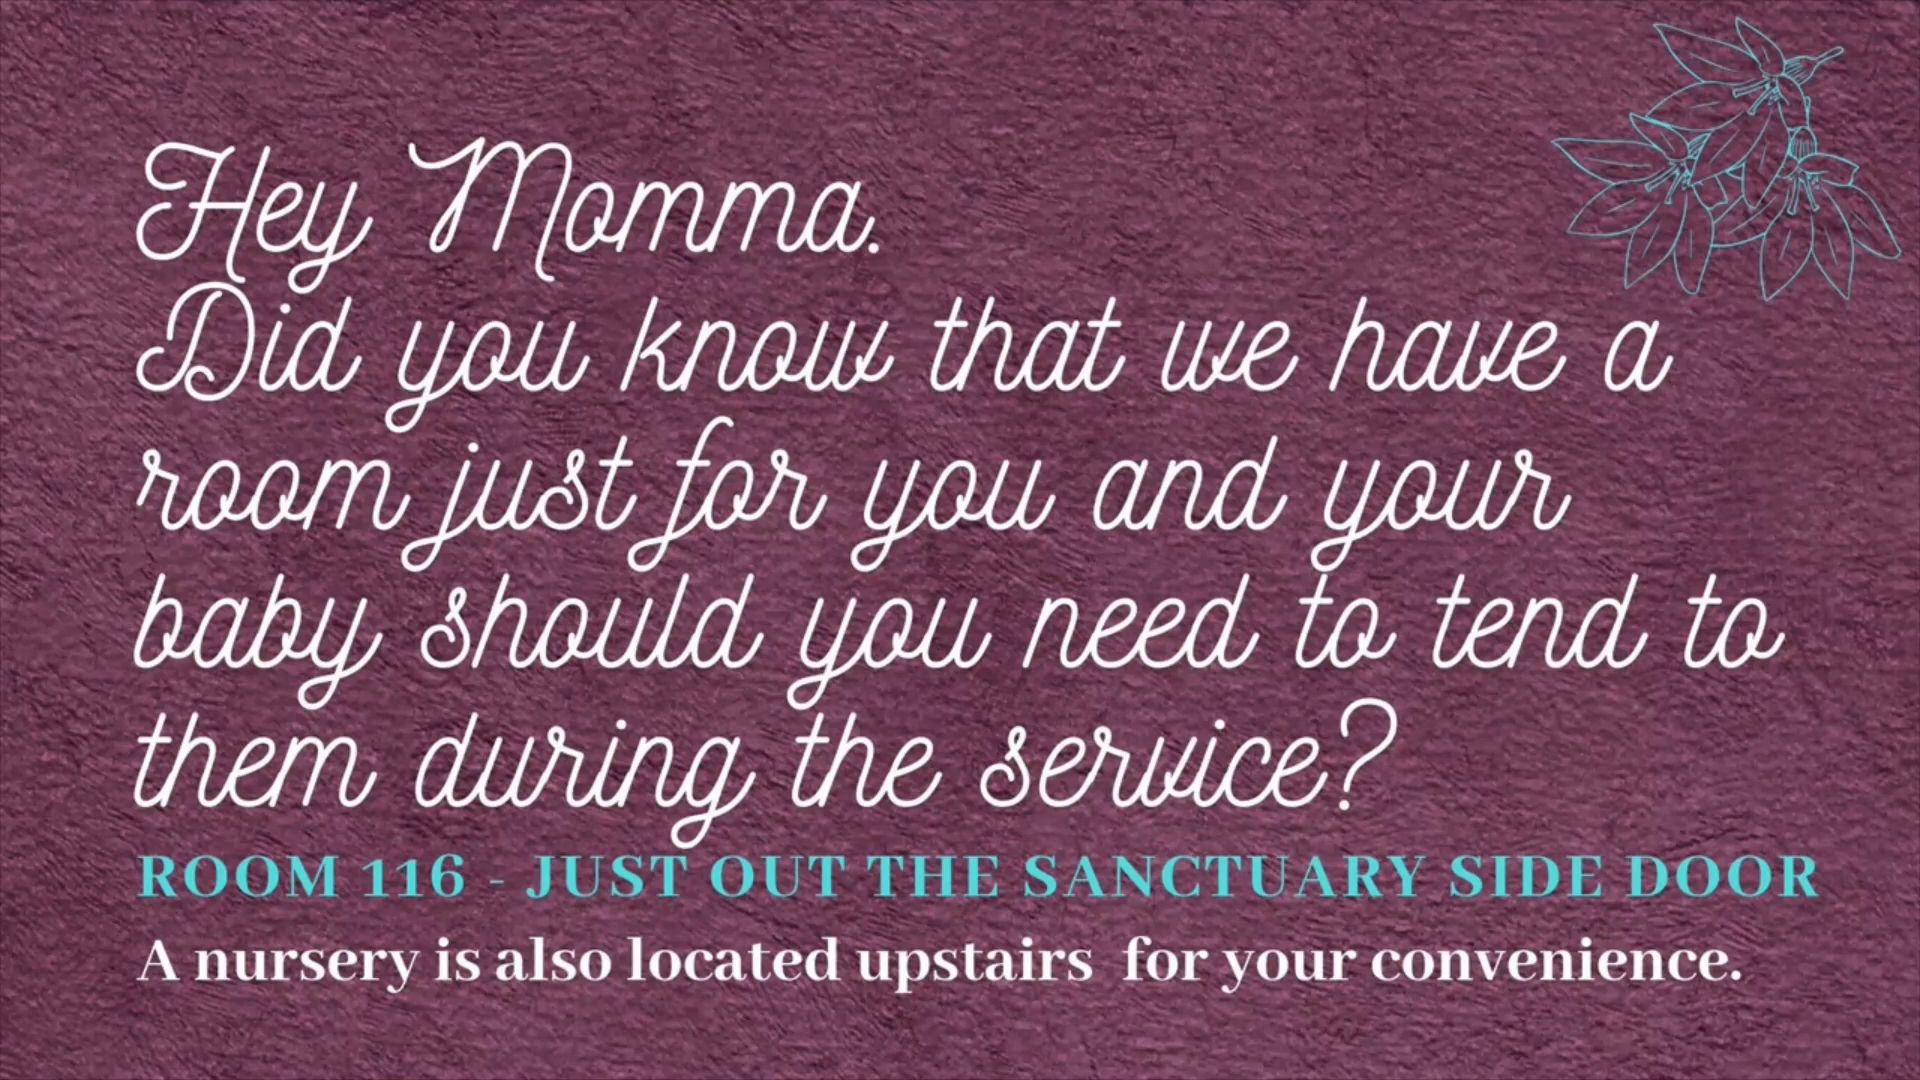 Hey Momma.
Did you know that we have a
room just for you and your
baby should you need to tend to
them during the service?
ROOM 116 - JUST OUT THE SANCTUARY SIDE DOOR
A nursery is also located upstairs for your convenience.